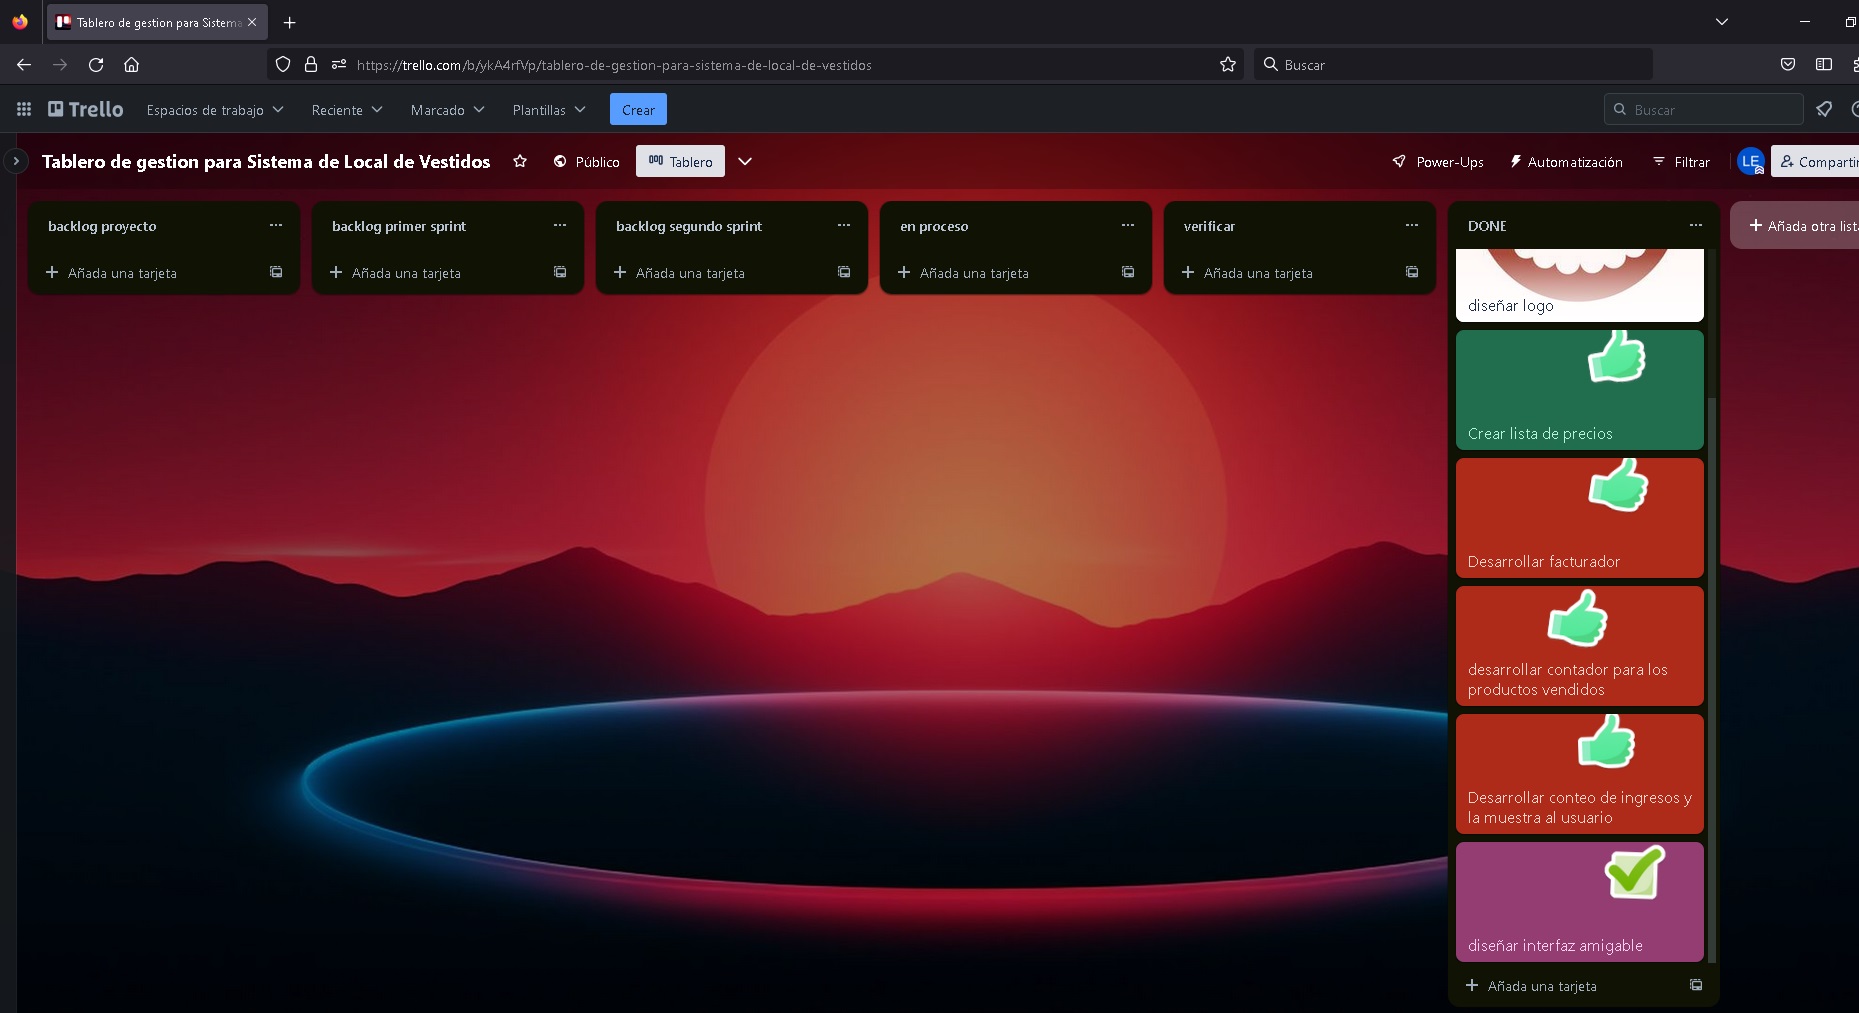 Tablero de gestion para Sistema
https://trello.com/b/ykA4rfVp/tablero-de-gestion-para-sistema-de-local-de-vestidos
Buscar
Trello
Espacios de trabajo
Reciente
Marcado
Plantillas
Crear
Buscar
Tablero de gestion para Sistema de Local de Vestidos
Público
Tablero
Power-Ups
Automatización
Filtrar
LE
Compartir
backlog proyecto
Añada una tarjeta
backlog primer sprint
Añada una tarjeta
backlog segundo sprint
Añada una tarjeta
en proceso
Añada una tarjeta
verificar
Añada una tarjeta
DONE
diseñar logo
Crear lista de precios
Desarrollar facturador
desarrollar contador para los
productos vendidos
Desarrollar conteo de ingresos y
la muestra al usuario
diseñar interfaz amigable
Añada una tarjeta
Añada otra lista